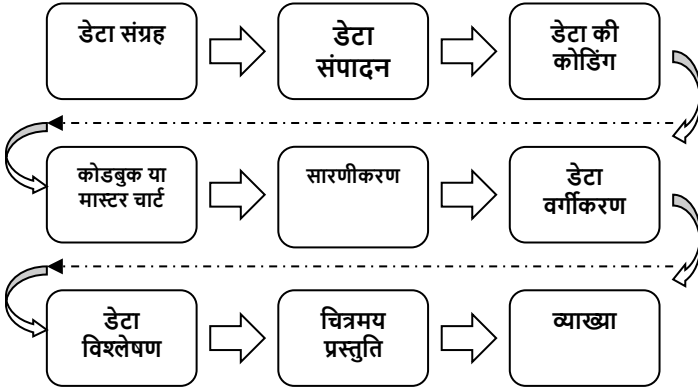 डेटा संग्रह
डेटा
संपादन
डेटा की
कोडिंग
कोडबुक या
मास्टर चार्ट
सारणीकरण
डेटा
वर्गीकरण
डेटा
विश्लेषण
चित्रमय
प्रस्तुति
व्याख्या